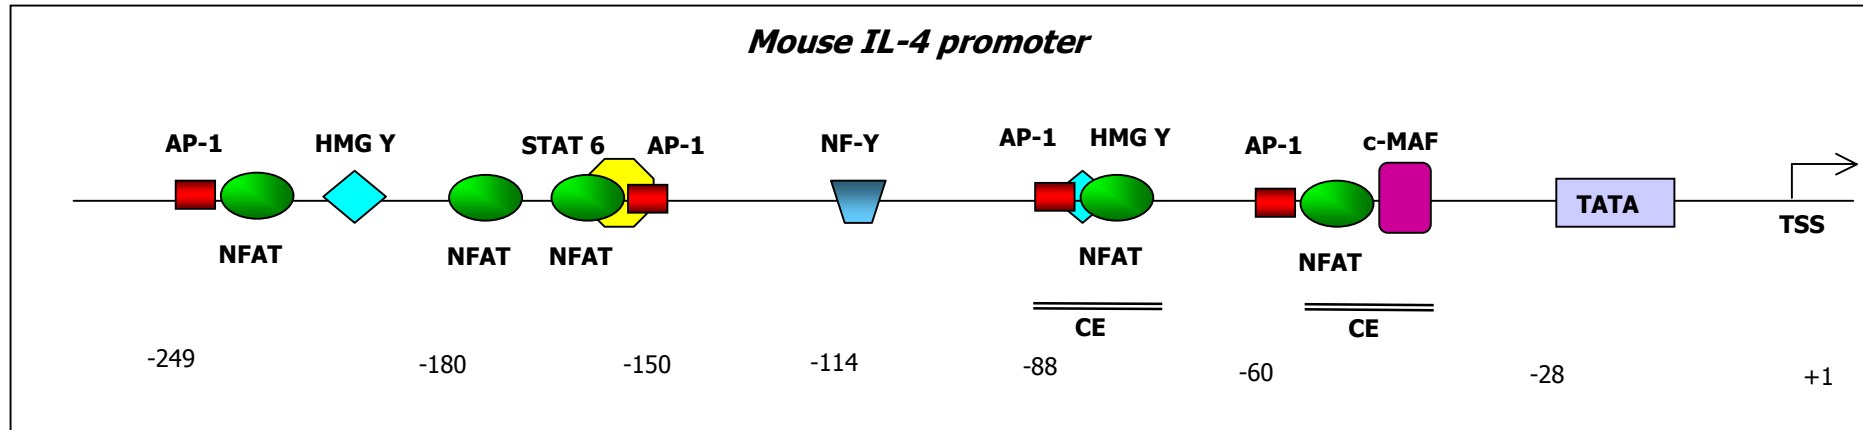 Mouse IL-4 promoter
AP-1 HMG Y STAT 6 AP-1 NF-Y AP-1 HMG Y AP-1 c-MAF
TATA
TSS
NFAT NFAT NFAT NFAT NFAT
CE CE
-249 -180 -150 -114 -88 -60 -28 +1